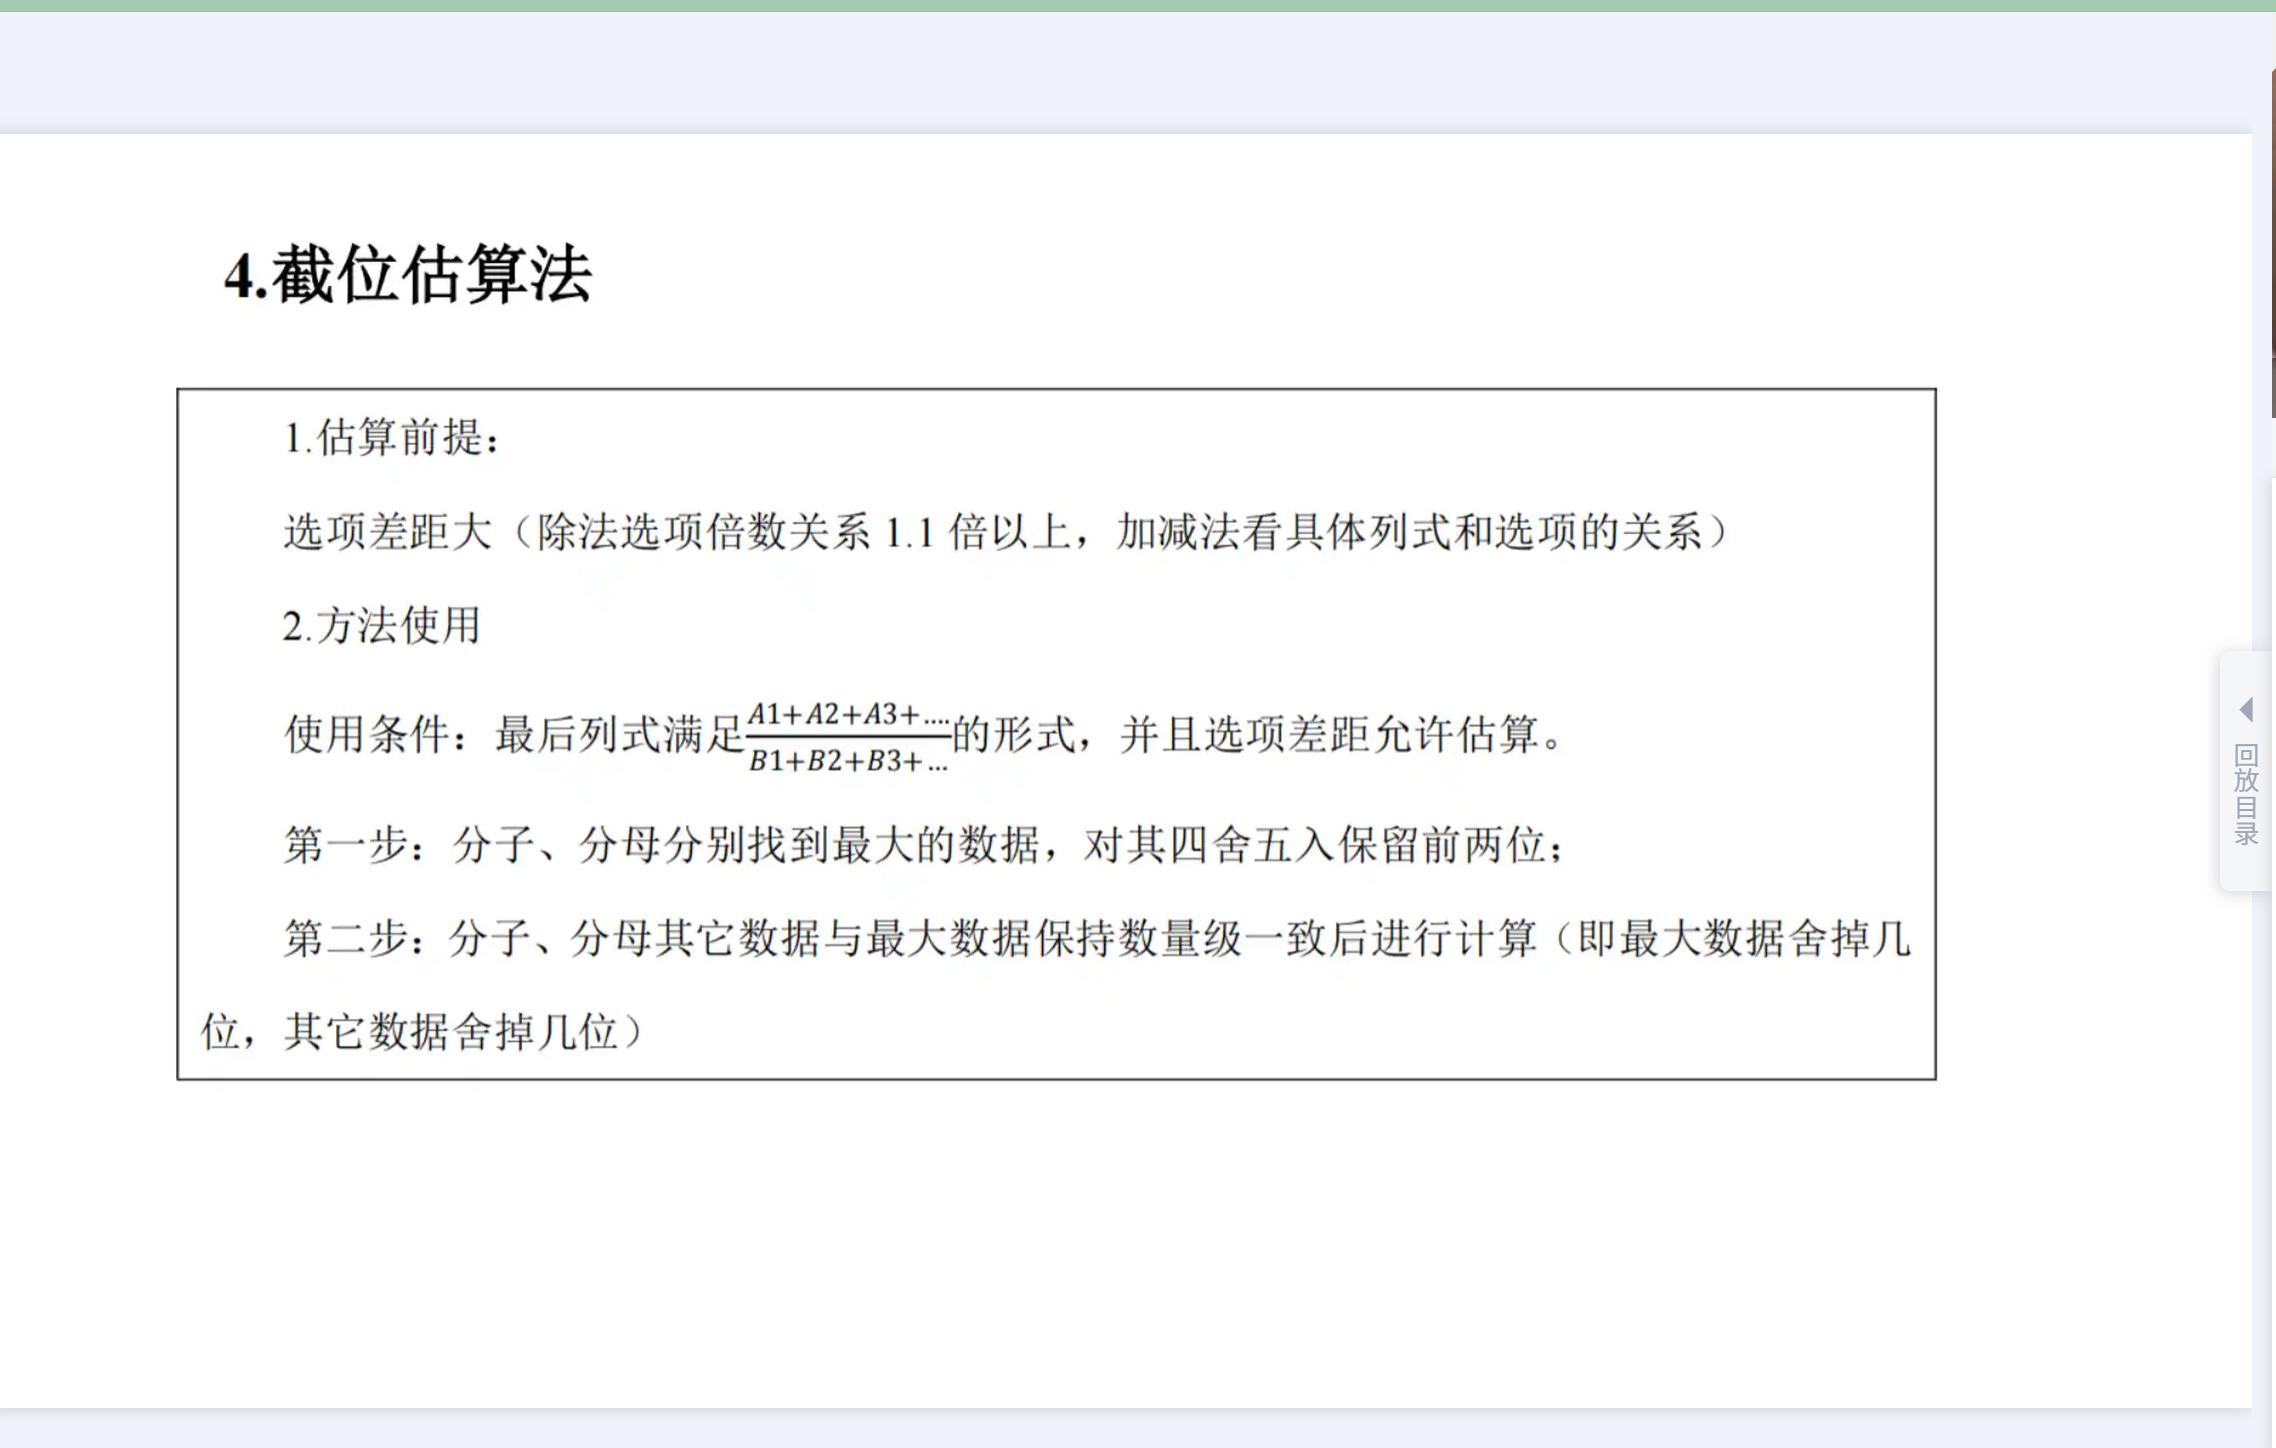 4.截位估算法
1.估算前提：
选项差距大（除法选项倍数关系 1.1 倍以上，加减法看具体列式和选项的关系）
2.方法使用
使用条件：最后列式满足$\frac{A1+A2+A3+....}{B1+B2+B3+...}$的形式，并且选项差距允许估算。
第一步：分子、分母分别找到最大的数据，对其四舍五入保留前两位；
第二步：分子、分母其它数据与最大数据保持数量级一致后进行计算（即最大数据舍掉几
位，其它数据舍掉几位）
回放目录